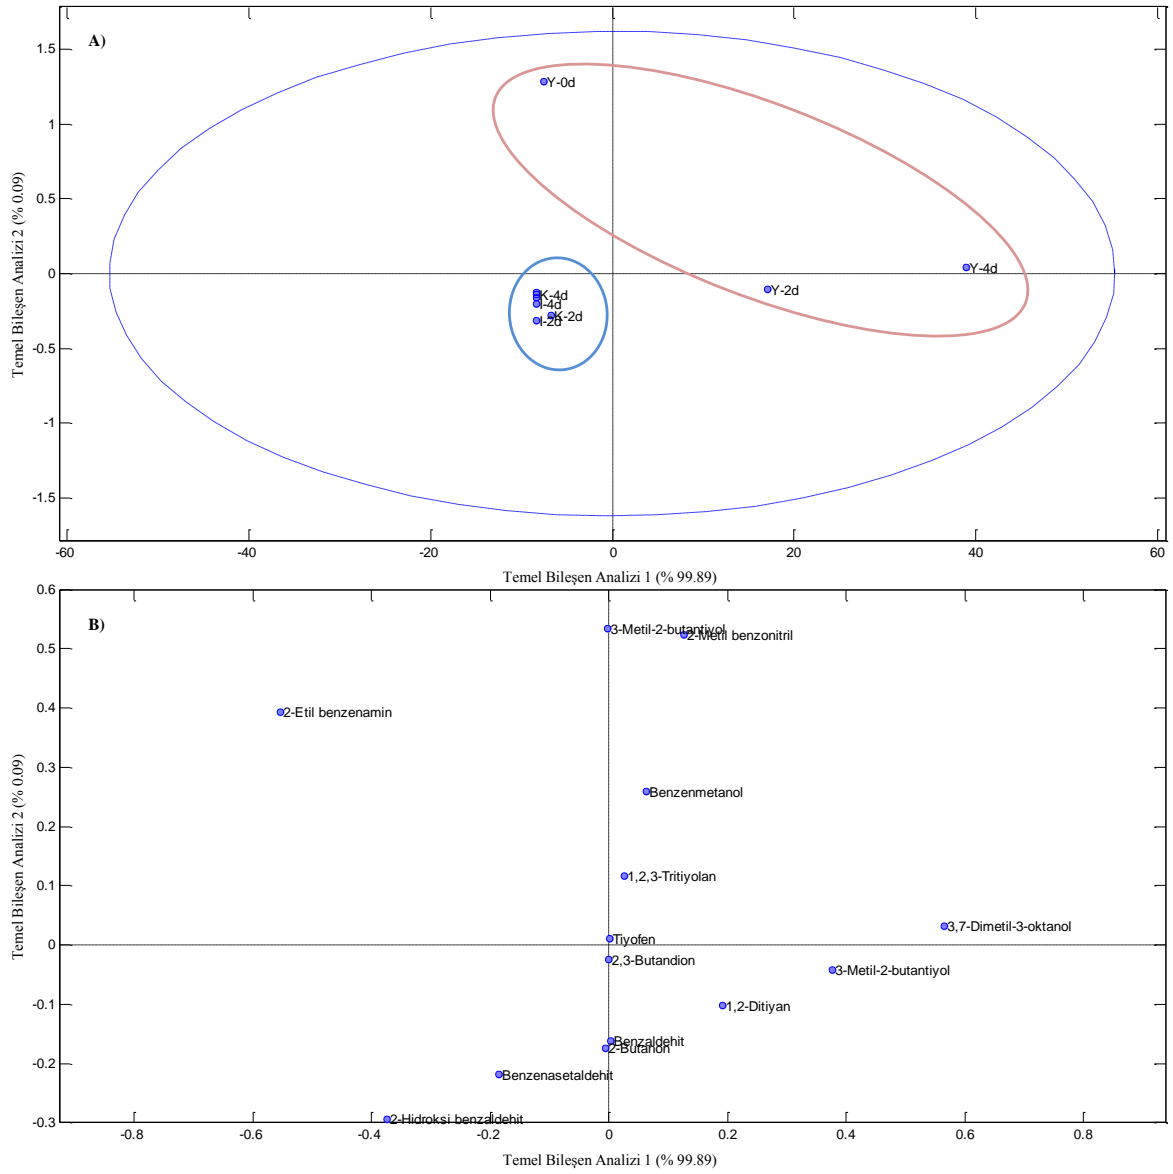 A)
1.5
1
0.5
0
-0.5
-1
-1.5
Temel Bileşen Analizi 2 (% 0.09)
Y-0d
Y-4d
Y-2d
K-4d
I-4d
K-2d
I-2d
-60
-40
-20
0
20
40
60
Temel Bileşen Analizi 1 (% 99.89)
B)
0.6
0.5
0.4
0.3
0.2
0.1
0
-0.1
-0.2
-0.3
Temel Bileşen Analizi 2 (% 0.09)
3-Metil-2-butantiyol
2-Metil benzonitril
2-Etil benzenamin
Benzenmetanol
1,2,3-Tritiyolan
3,7-Dimetil-3-oktanol
Tiyofen
2,3-Butandion
3-Metil-2-butantiyol
1,2-Ditiyan
Benzaldehit
2-Butanon
Benzenasetaldehit
2-Hidroksi benzaldehit
-0.8
-0.6
-0.4
-0.2
0
0.2
0.4
0.6
0.8
Temel Bileşen Analizi 1 (% 99.89)